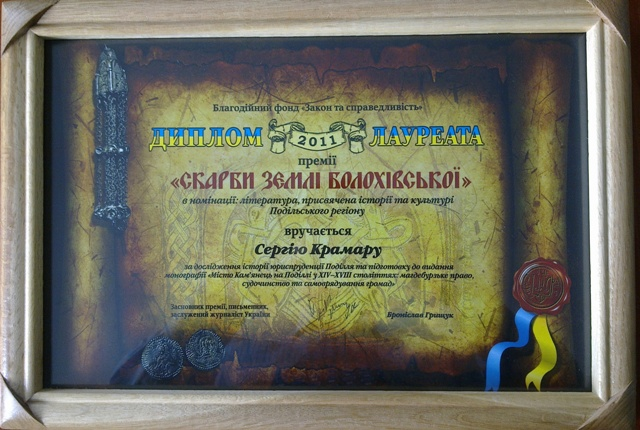 Благодійний фонд «Закон та справедливість»
ДИПЛОМ 2011 ЛАУРЕАТА
премії
«СКАРБИ ЗЕМЛІ БОЛОХІВСЬКОЇ»
в номінації: література, присвячена історії та культурі
Подільського регіону
вручається
Сергію Крамару
за дослідження історії юриспруденції Поділля та підготовку до видання
монографії «Місто Кам'янець на Поділлі у XIV–XVIII століттях: магдебурзьке право,
судочинство та самоврядування громад»
Засновник премії, письменник,
заслужений журналіст України
Броніслав Грищук